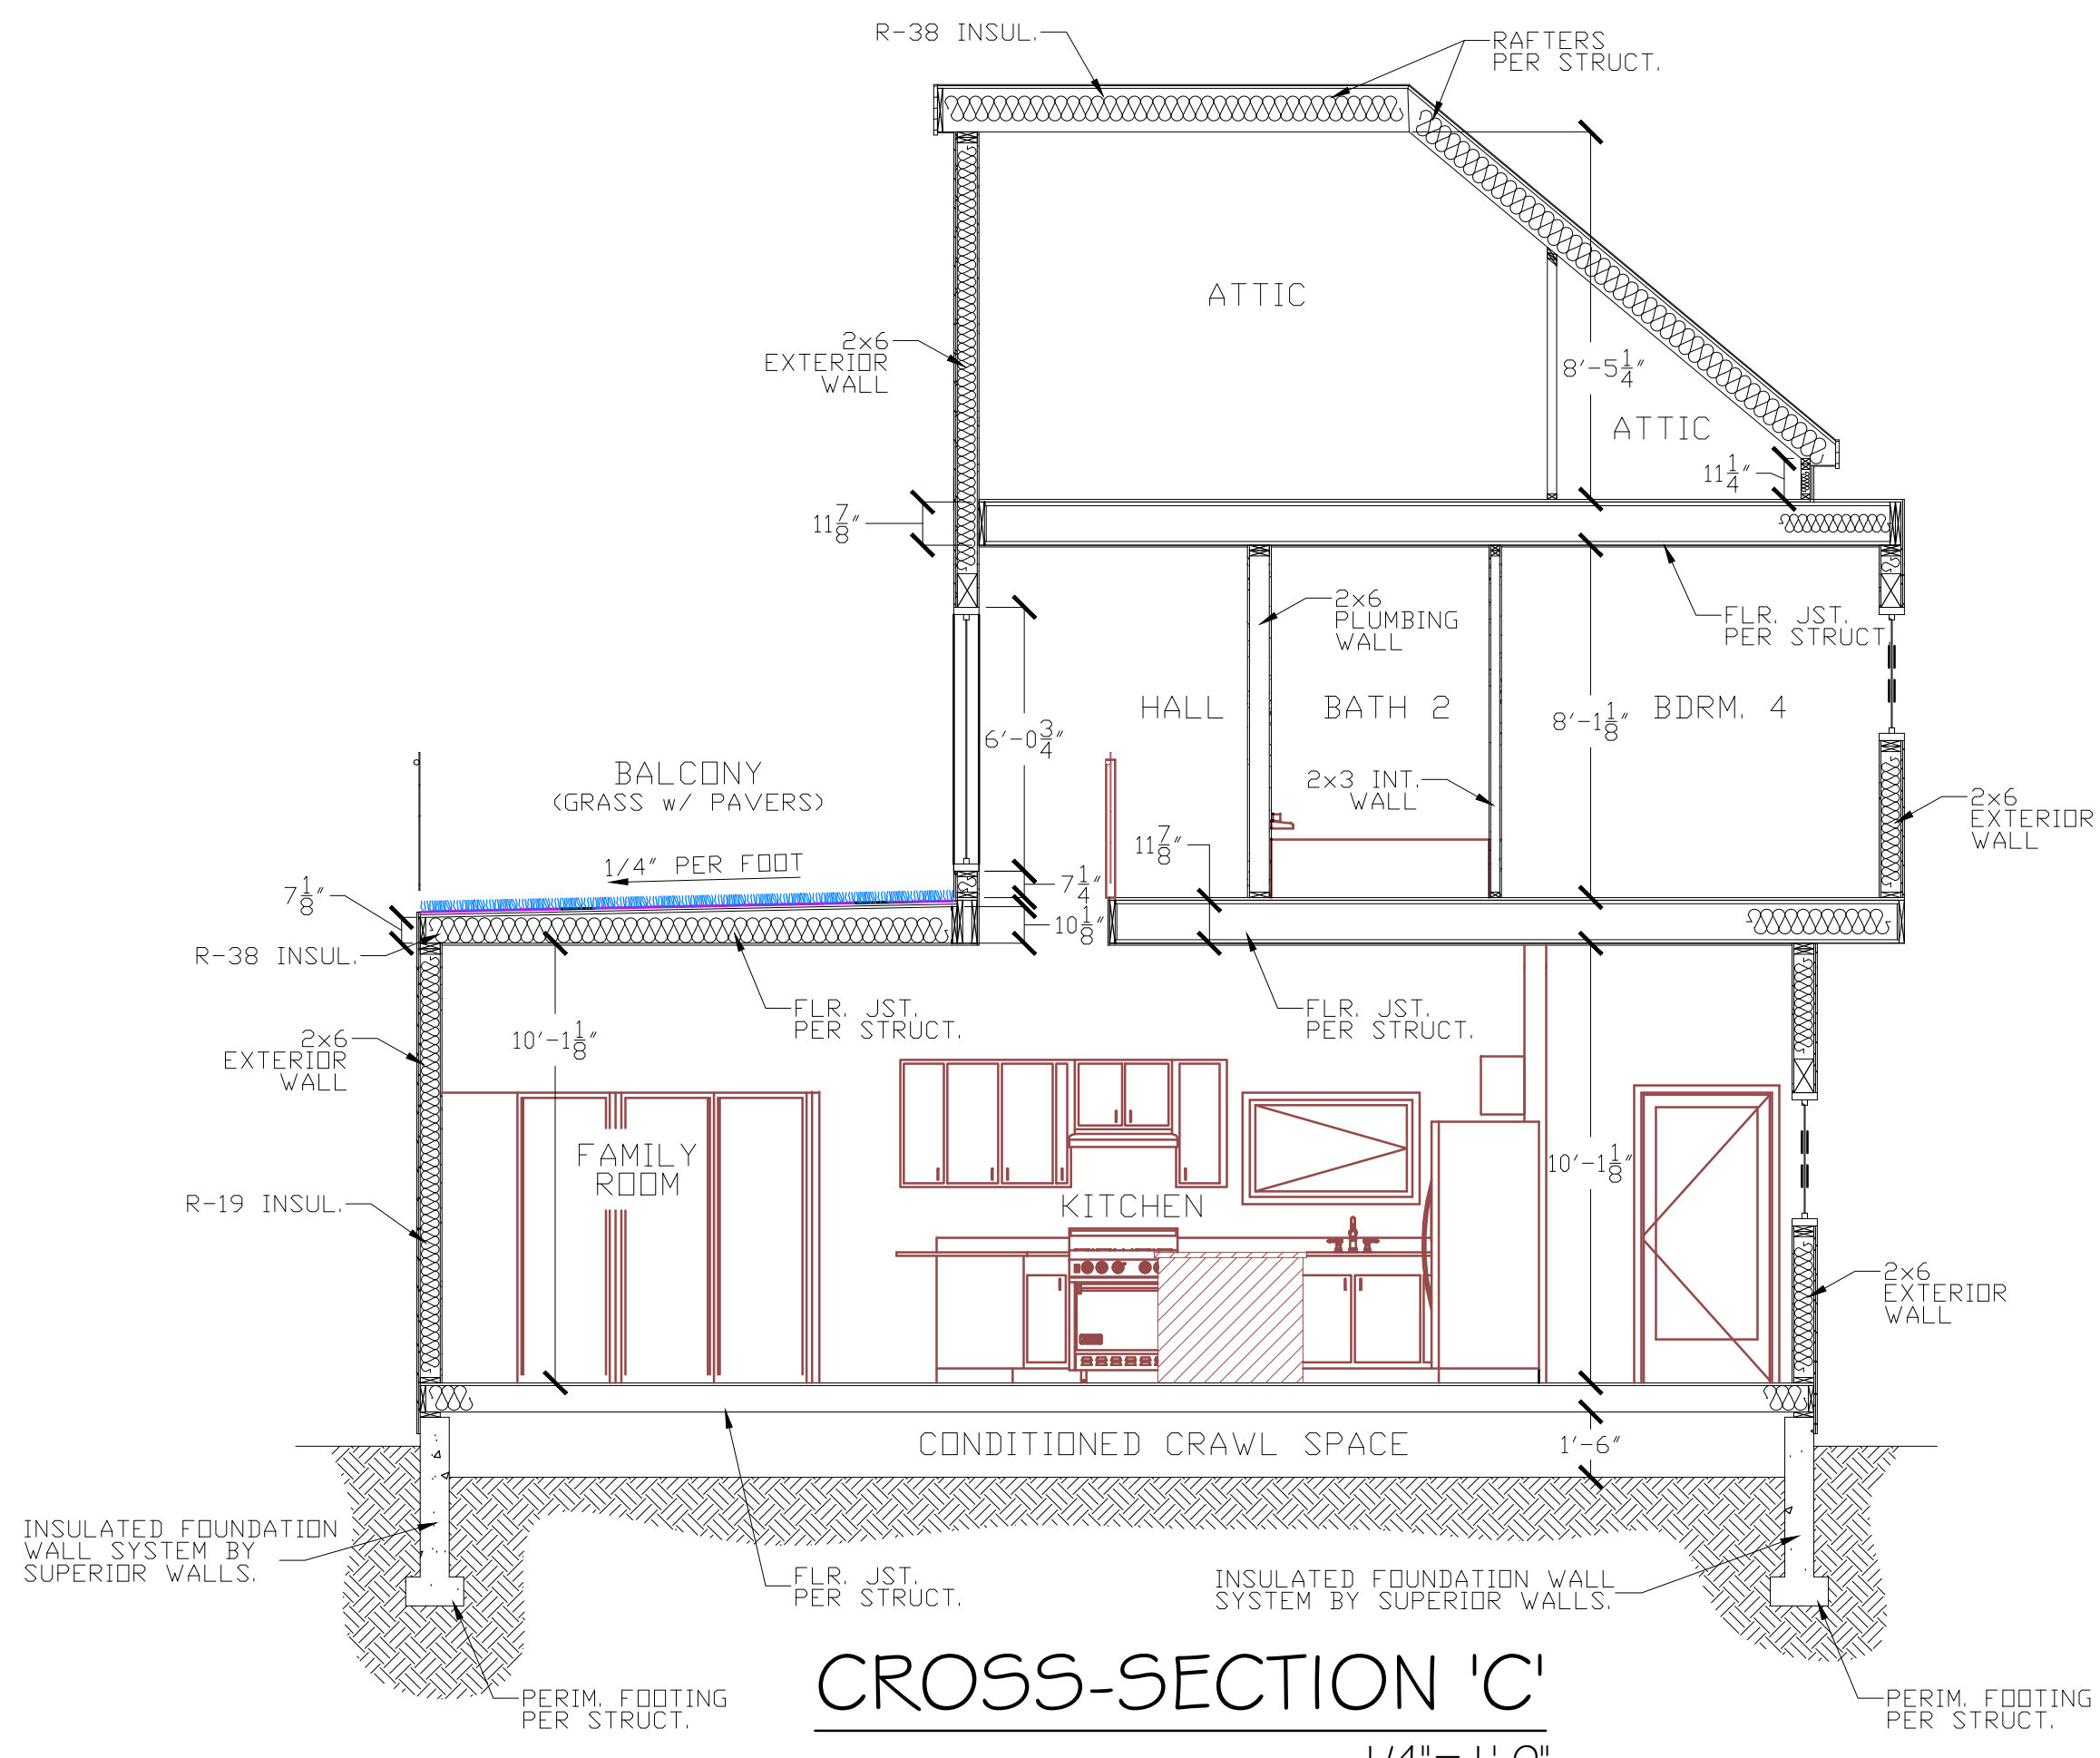 R-38 INSUL.
RAFTERS
PER STRUCT.
ATTIC
2x6
EXTERIOR
WALL
8'-5 1/4"
ATTIC
11 1/4"
11 7/8"
2x6
PLUMBING
WALL
FLR. JST.
PER STRUCT.
HALL
BATH 2
BDRM. 4
8'-1 1/8"
6'-0 3/4"
BALCONY
(GRASS w/ PAVERS)
2x3 INT.
WALL
2x6
EXTERIOR
WALL
11 7/8"
1/4" PER FOOT
7 1/8"
7 1/4"
10 1/8"
R-38 INSUL.
FLR. JST.
PER STRUCT.
FLR. JST.
PER STRUCT.
2x6
EXTERIOR
WALL
10'-1 1/8"
FAMILY
ROOM
10'-1 1/8"
R-19 INSUL.
KITCHEN
2x6
EXTERIOR
WALL
CONDITIONED CRAWL SPACE
1'-6"
INSULATED FOUNDATION
WALL SYSTEM BY
SUPERIOR WALLS.
FLR. JST.
PER STRUCT.
INSULATED FOUNDATION WALL
SYSTEM BY SUPERIOR WALLS.
PERIM. FOOTING
PER STRUCT.
CROSS-SECTION 'C'
PERIM. FOOTING
PER STRUCT.
1/4"=1'-0"